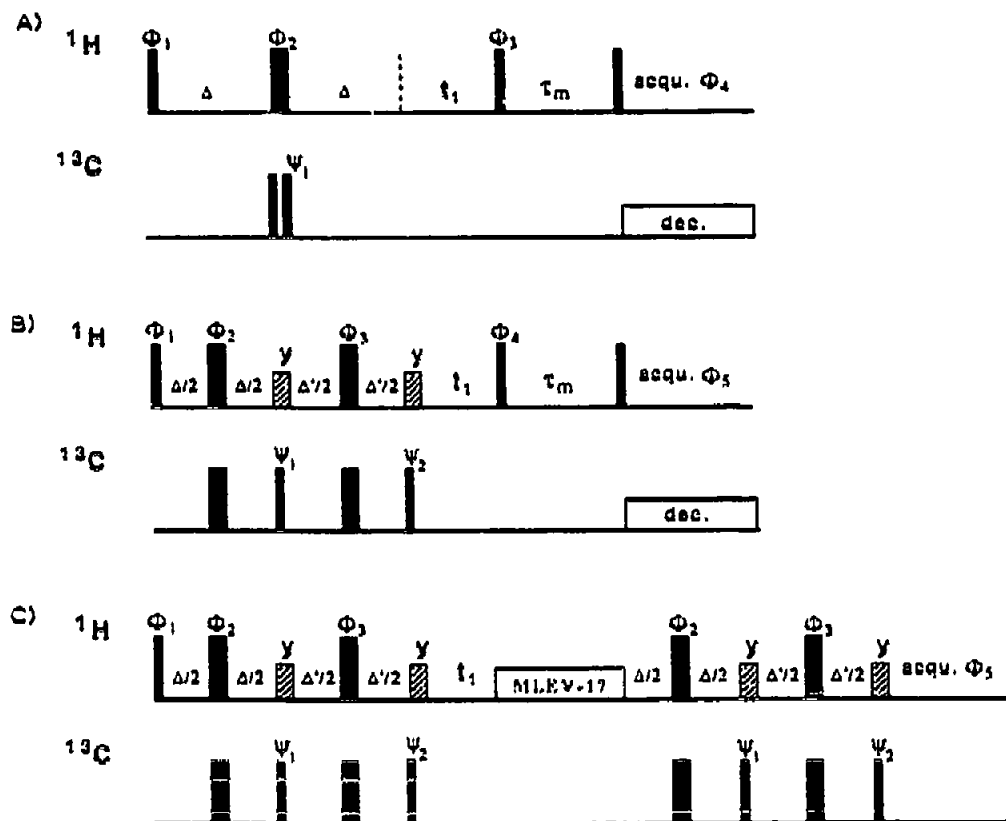 A)
¹H Φ₁ Φ₂ Φ₃
Δ Δ t₁ τₘ acqu. Φ₄
¹³C Ψ₁
dec.
B)
¹H Φ₁ Φ₂ Φ₃ Φ₄
y y
Δ/2 Δ/2 Δ'/2 Δ'/2 t₁ τₘ acqu. Φ₅
¹³C Ψ₁ Ψ₂
dec.
C)
¹H Φ₁ Φ₂ Φ₃ Φ₂ Φ₃
y y y y
Δ/2 Δ/2 Δ'/2 Δ'/2 t₁ MLEV-17 Δ/2 Δ/2 Δ'/2 Δ'/2 acqu. Φ₅
¹³C Ψ₁ Ψ₂ Ψ₁ Ψ₂